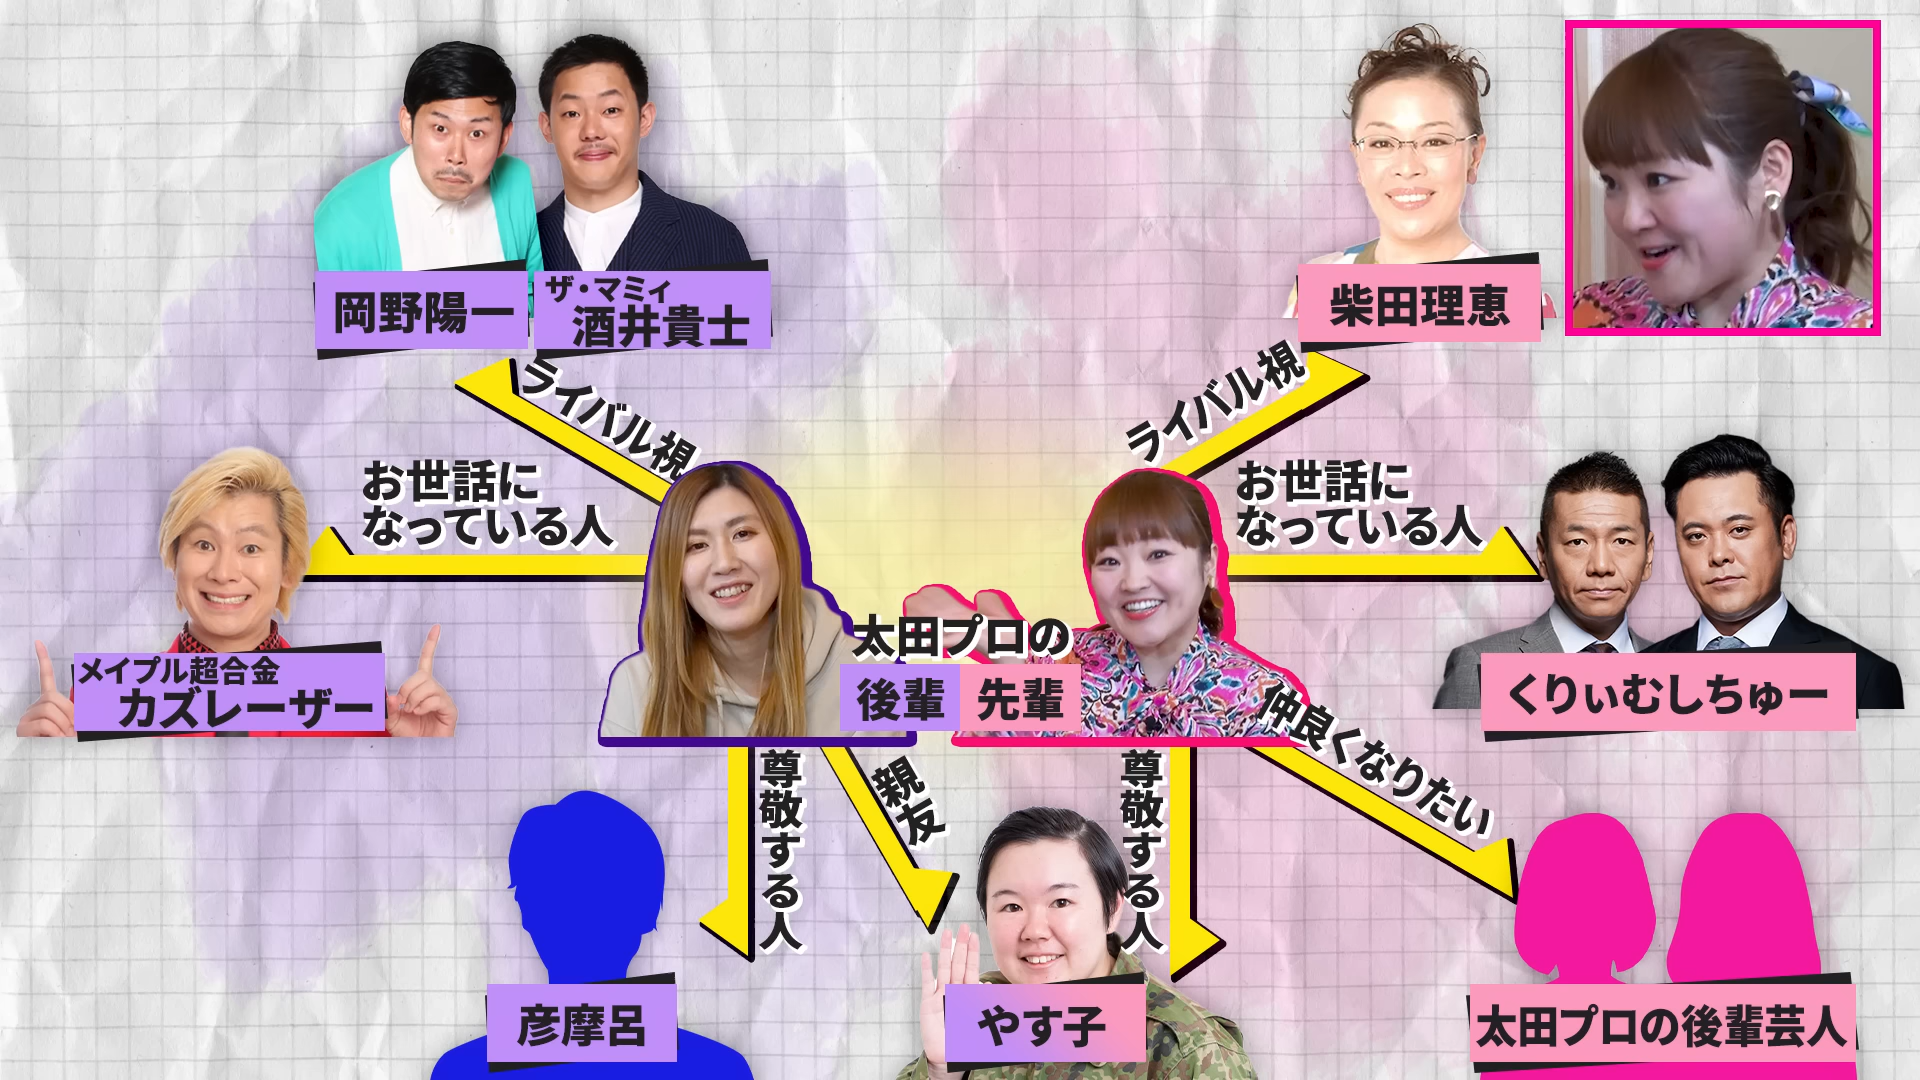 岡野陽一
ザ・マミィ
酒井貴士
柴田理恵
ライバル視
ライバル視
お世話に
なっている人
お世話に
なっている人
メイプル超合金
カズレーザー
太田プロの
後輩
先輩
くりぃむしちゅー
尊敬する人
親友
尊敬する人
仲良くなりたい
彦摩呂
やす子
太田プロの後輩芸人